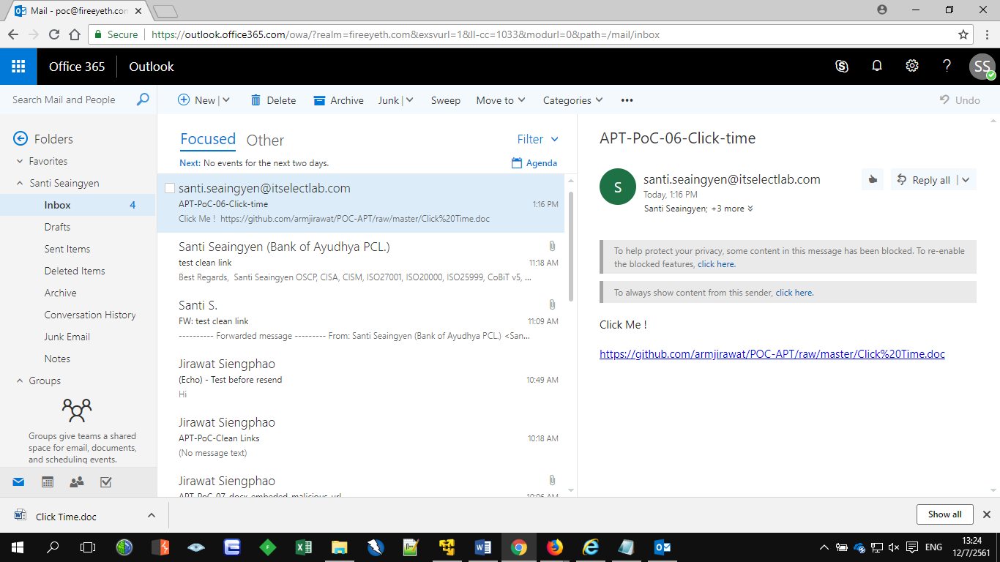 Mail - poc@fireeyeth.con
Secure | https://outlook.office365.com/owa/?realm=fireeyeth.com&exsvurl=1&ll-cc=1033&modurl=0&path=/mail/inbox
Office 365 Outlook SS
Search Mail and People
New Delete Archive Junk Sweep Move to Categories ••• Undo
Folders
Favorites
Santi Seaingyen
Inbox 4
Drafts
Sent Items
Deleted Items
Archive
Conversation History
Junk Email
Notes
Groups
Groups give teams a shared
space for email, documents,
and scheduling events.
Focused Other Filter
Next: No events for the next two days. Agenda
santi.seaingyen@itselectlab.com
APT-PoC-06-Click-time 1:16 PM
Click Me ! https://github.com/armjirawat/POC-APT/raw/master/Click%20Time.doc
Santi Seaingyen (Bank of Ayudhya PCL.)
test clean link 11:18 AM
Best Regards, Santi Seaingyen OSCP, CISA, CISM, ISO27001, ISO20000, ISO25999, CoBiT v5, ...
Santi S.
FW: test clean link 11:09 AM
---------- Forwarded message --------- From: Santi Seaingyen (Bank of Ayudhya PCL.) <San...
Jirawat Siengphao
(Echo) - Test before resend 10:49 AM
Hi
Jirawat Siengphao
APT-PoC-Clean Links 10:18 AM
(No message text)
Jirawat Siengphao
APT-PoC-07-docx-embeded-malicious-url 10:06 AM
APT-PoC-06-Click-time
S
santi.seaingyen@itselectlab.com
Reply all
Today, 1:16 PM
Santi Seaingyen; +3 more
To help protect your privacy, some content in this message has been blocked. To re-enable
the blocked features, click here.
To always show content from this sender, click here.
Click Me !
https://github.com/armjirawat/POC-APT/raw/master/Click%20Time.doc
Click Time.doc Show all
ENG
13:24
12/7/2561